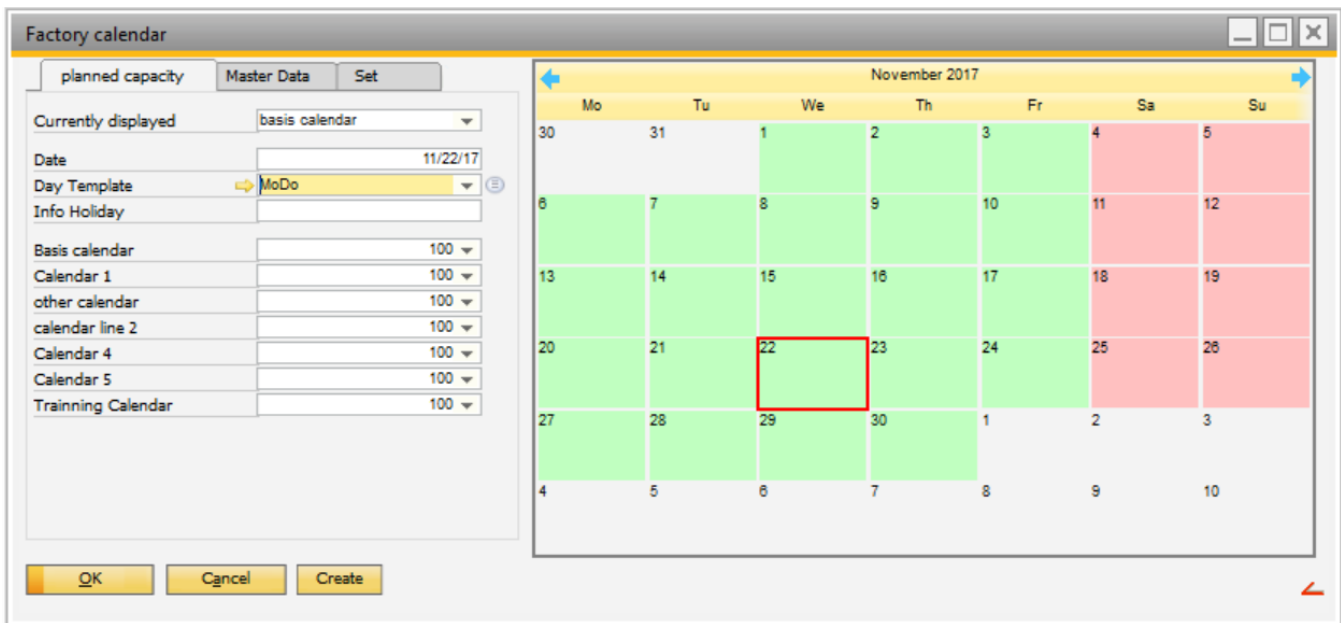 Factory calendar
planned capacity Master Data Set
Currently displayed basis calendar
Date 11/22/17
Day Template MoDo
Info Holiday
Basis calendar 100
Calendar 1 100
other calendar 100
calendar line 2 100
Calendar 4 100
Calendar 5 100
Trainning Calendar 100
OK Cancel Create
November 2017
Mo Tu We Th Fr Sa Su
30 31 1 2 3 4 5
6 7 8 9 10 11 12
13 14 15 16 17 18 19
20 21 22 23 24 25 26
27 28 29 30 1 2 3
4 5 6 7 8 9 10